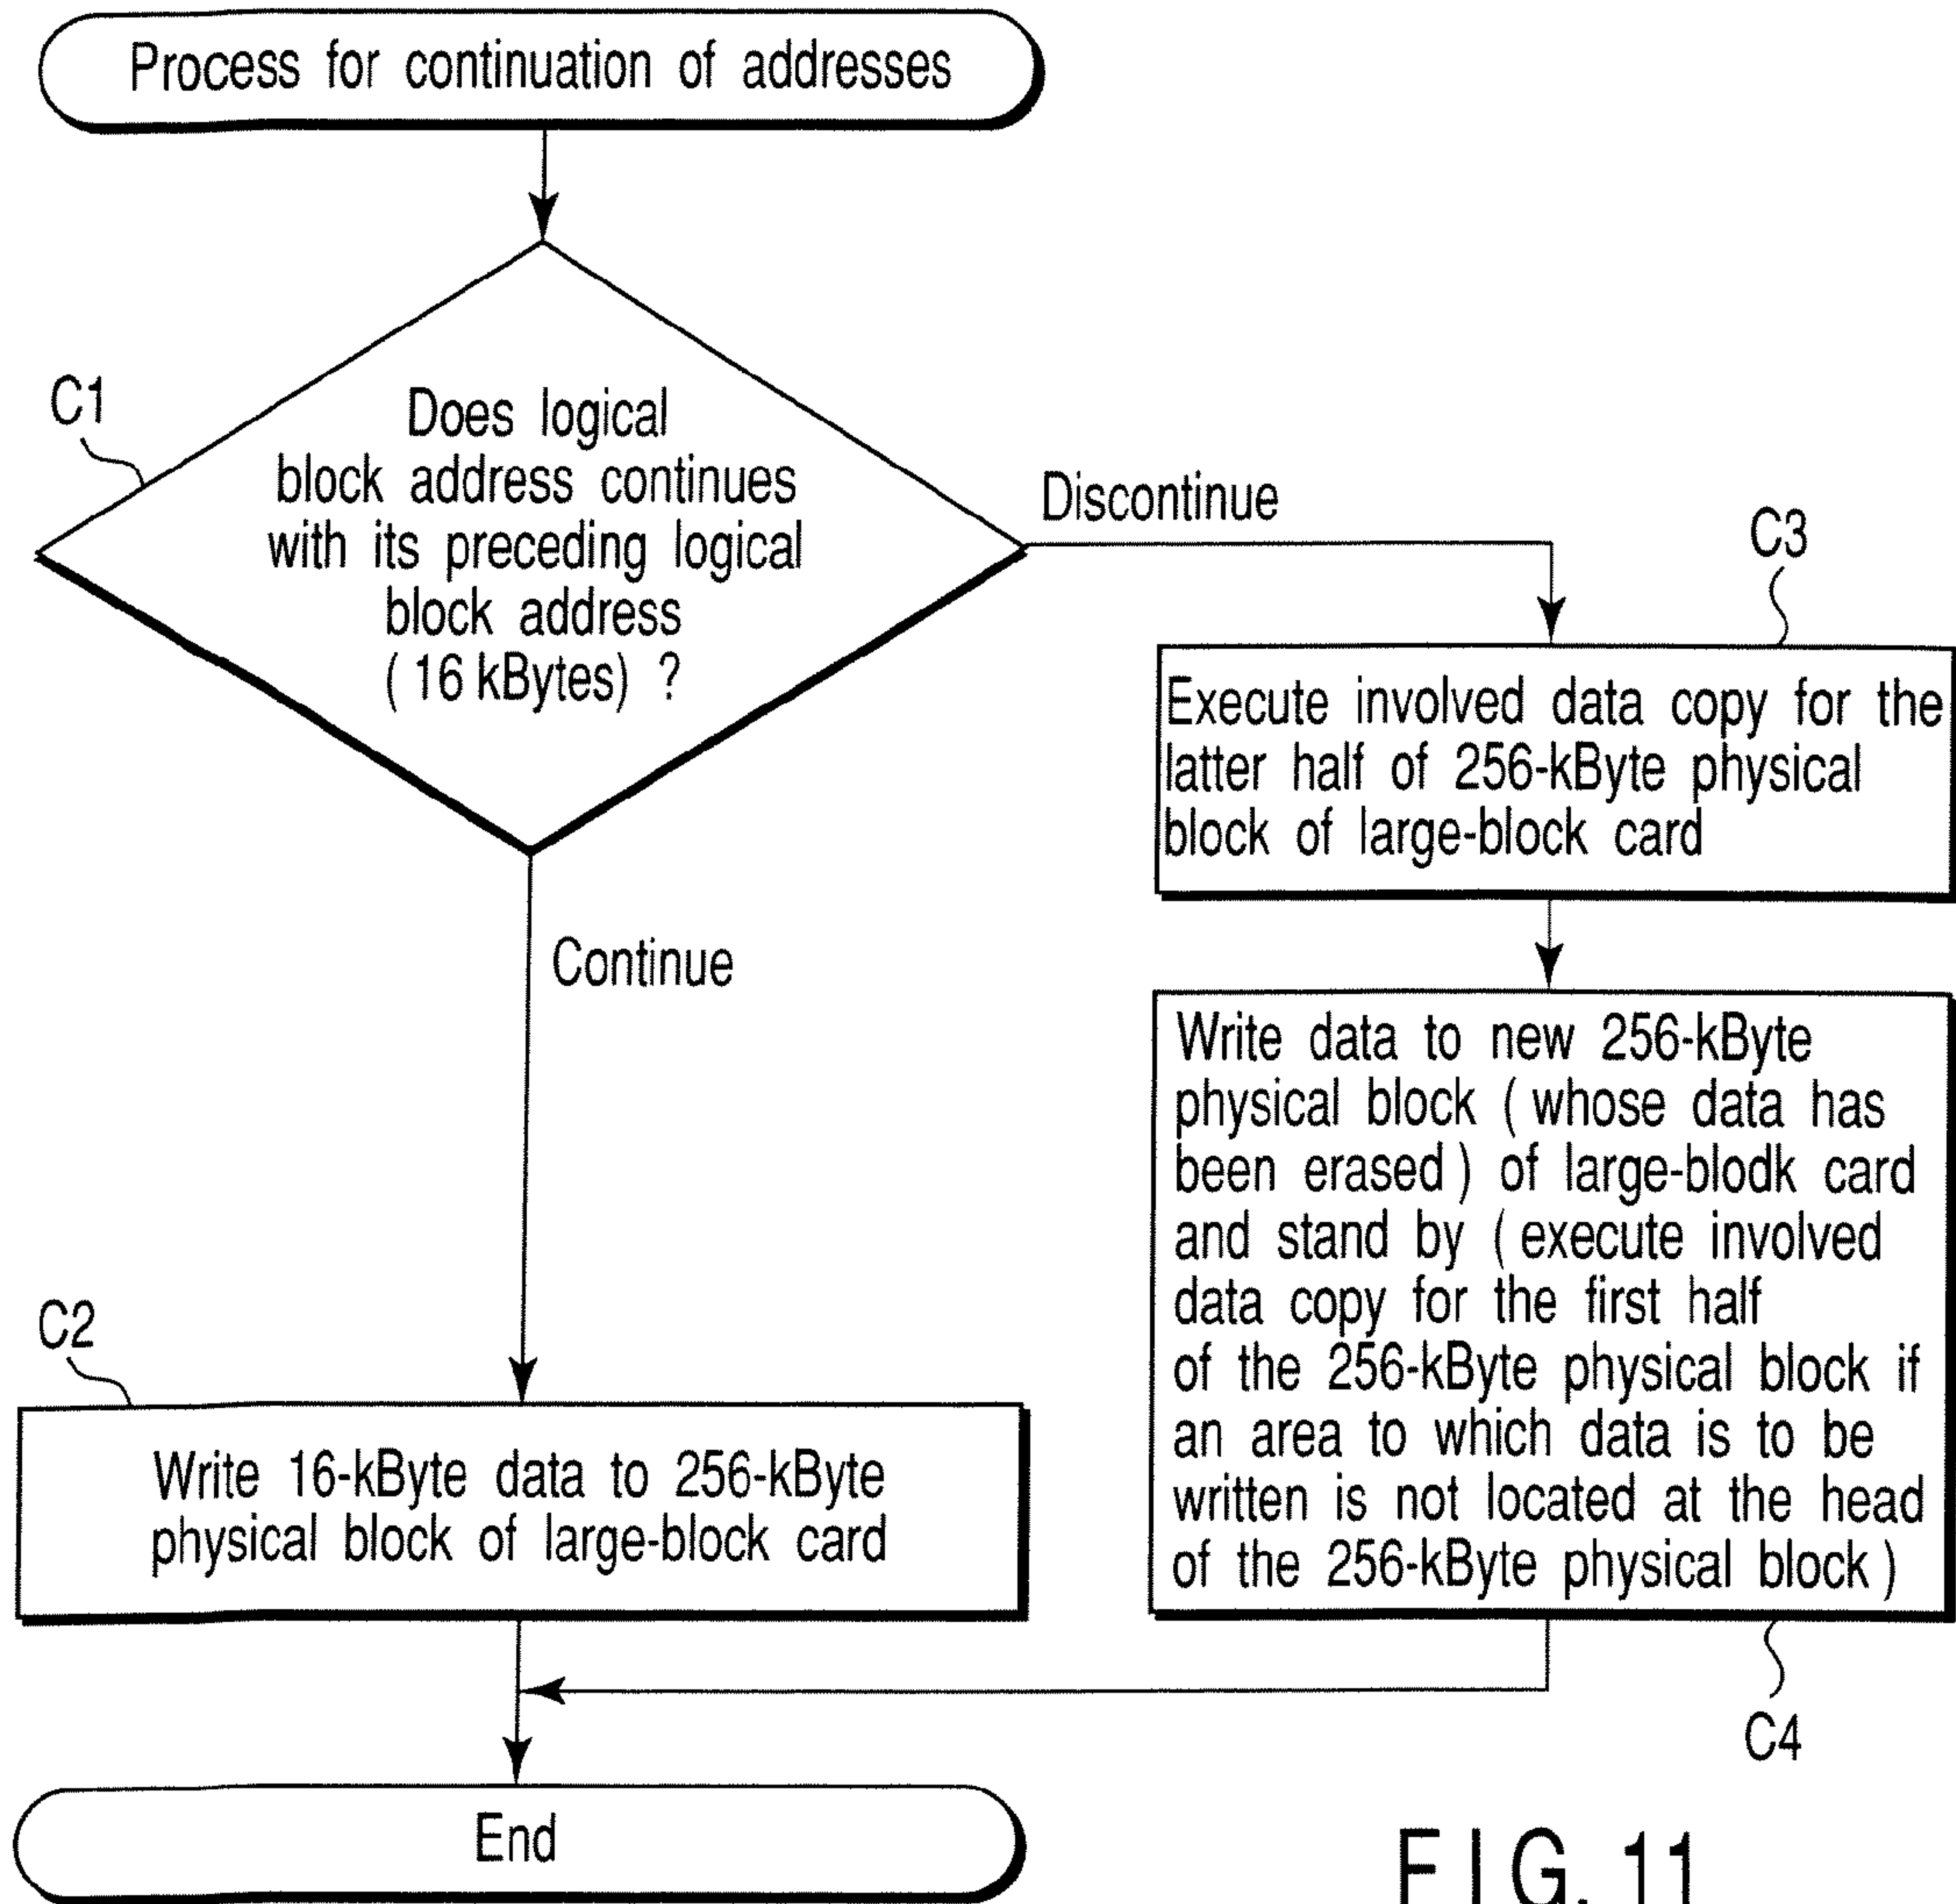 Process for continuation of addresses
C1
Does logical
block address continues
with its preceding logical
block address
( 16 kBytes) ?
Discontinue
C3
Execute involved data copy for the
latter half of 256-kByte physical
block of large-block card
Continue
Write data to new 256-kByte
physical block ( whose data has
been erased ) of large-blodk card
and stand by ( execute involved
data copy for the first half
of the 256-kByte physical block if
an area to which data is to be
written is not located at the head
of the 256-kByte physical block )
C2
Write 16-kByte data to 256-kByte
physical block of large-block card
C4
End
FIG. 11